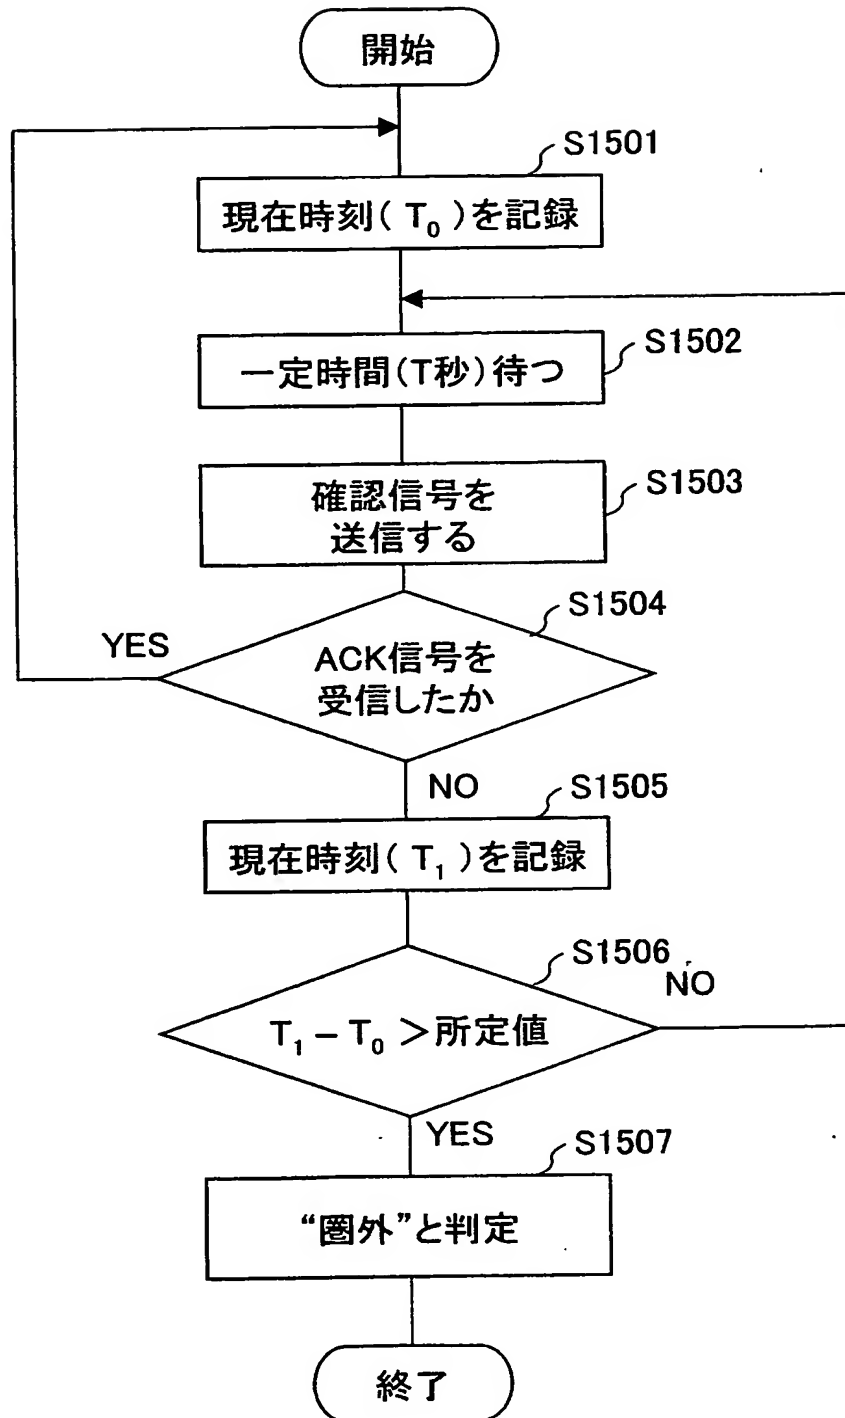 開始
S1501
現在時刻( T₀ )を記録
S1502
一定時間(T秒)待つ
S1503
確認信号を
送信する
S1504
YES
ACK信号を
受信したか
NO
S1505
現在時刻( T₁ )を記録
S1506
NO
T₁ − T₀ ＞所定値
YES
S1507
“圏外”と判定
終了